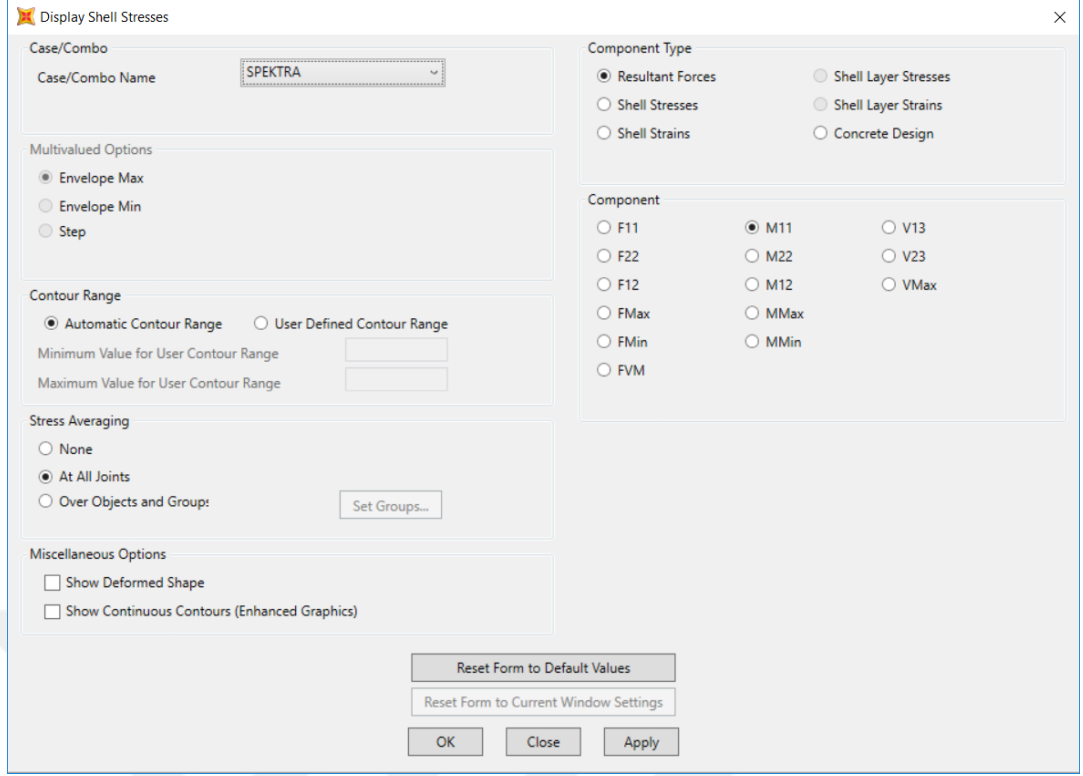 Display Shell Stresses
Case/Combo
Case/Combo Name
SPEKTRA
Multivalued Options
Envelope Max
Envelope Min
Step
Contour Range
Automatic Contour Range
User Defined Contour Range
Minimum Value for User Contour Range
Maximum Value for User Contour Range
Stress Averaging
None
At All Joints
Over Objects and Groups
Set Groups...
Miscellaneous Options
Show Deformed Shape
Show Continuous Contours (Enhanced Graphics)
Component Type
Resultant Forces
Shell Layer Stresses
Shell Stresses
Shell Layer Strains
Shell Strains
Concrete Design
Component
F11
M11
V13
F22
M22
V23
F12
M12
VMax
FMax
MMax
FMin
MMin
FVM
Reset Form to Default Values
Reset Form to Current Window Settings
OK
Close
Apply